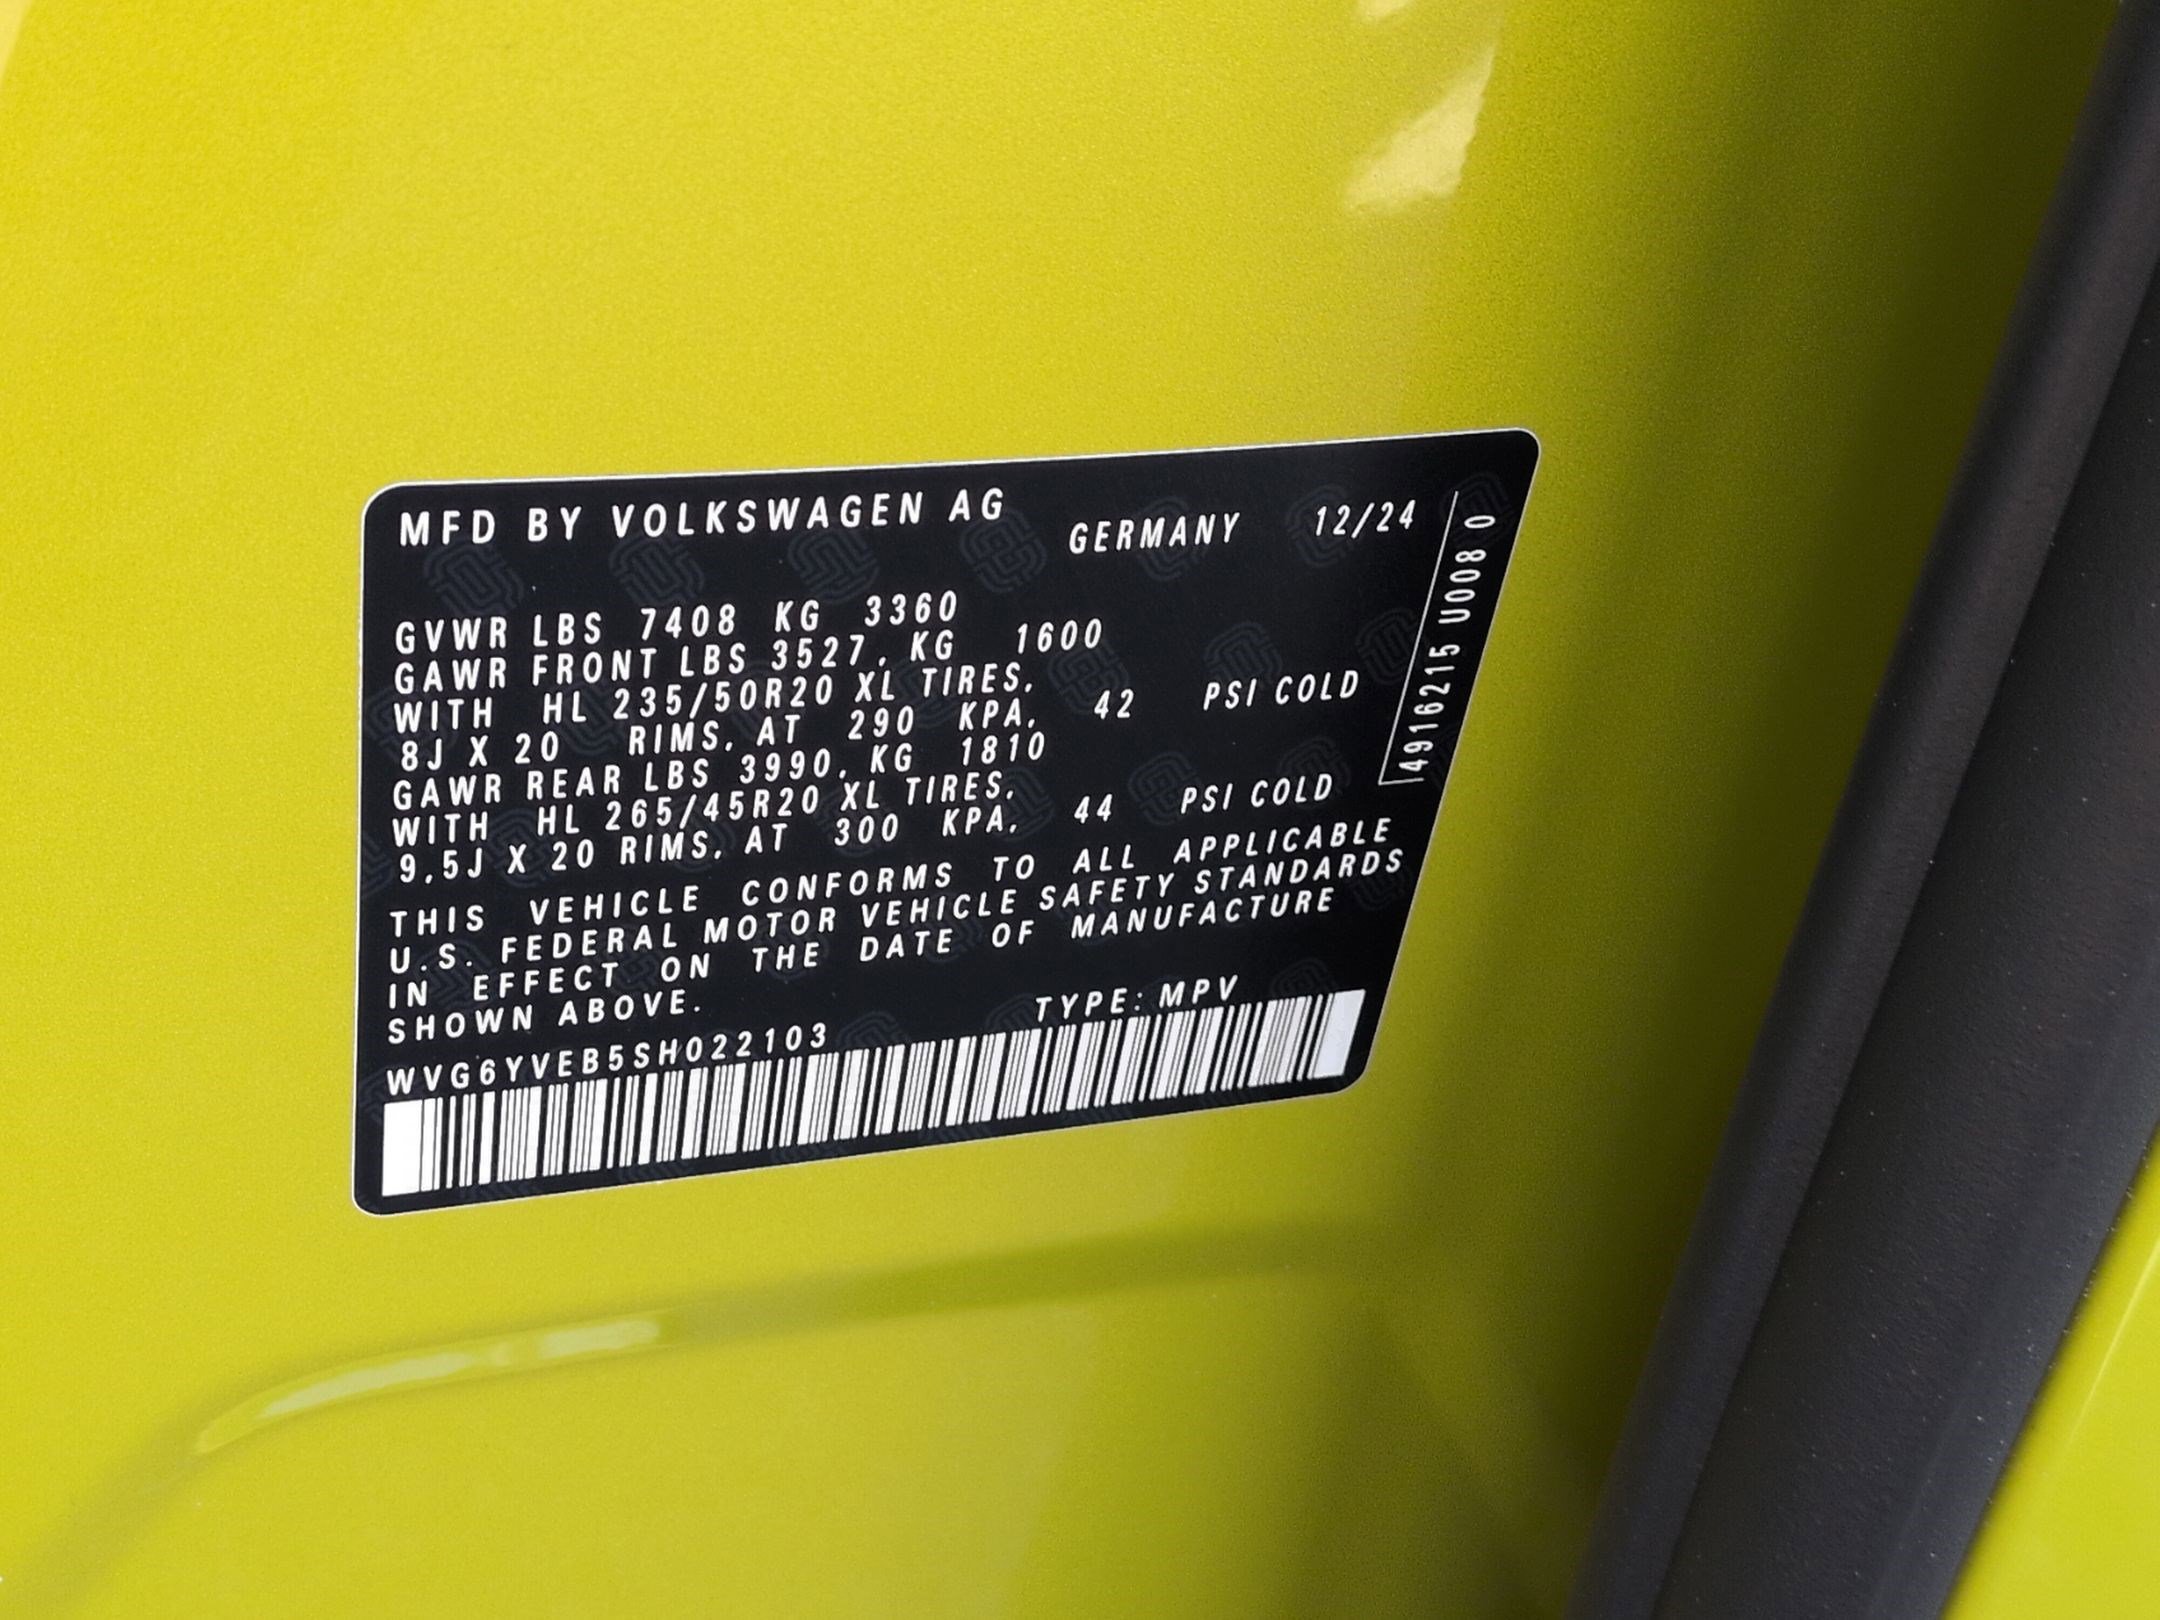 MFD BY VOLKSWAGEN AG GERMANY 12/24
GVWR LBS 7408 KG 3360
GAWR FRONT LBS 3527. KG 1600
WITH HL 235/50R20 XL TIRES.
8J X 20 RIMS. AT 290 KPA. 42 PSI COLD
GAWR REAR LBS 3990. KG 1810
WITH HL 265/45R20 XL TIRES.
9.5J X 20 RIMS. AT 300 KPA. 44 PSI COLD
THIS VEHICLE CONFORMS TO ALL APPLICABLE
U.S. FEDERAL MOTOR VEHICLE SAFETY STANDARDS
IN EFFECT ON THE DATE OF MANUFACTURE
SHOWN ABOVE.
WVG6YVEB5SH022103 TYPE: MPV
4916215 U008 0